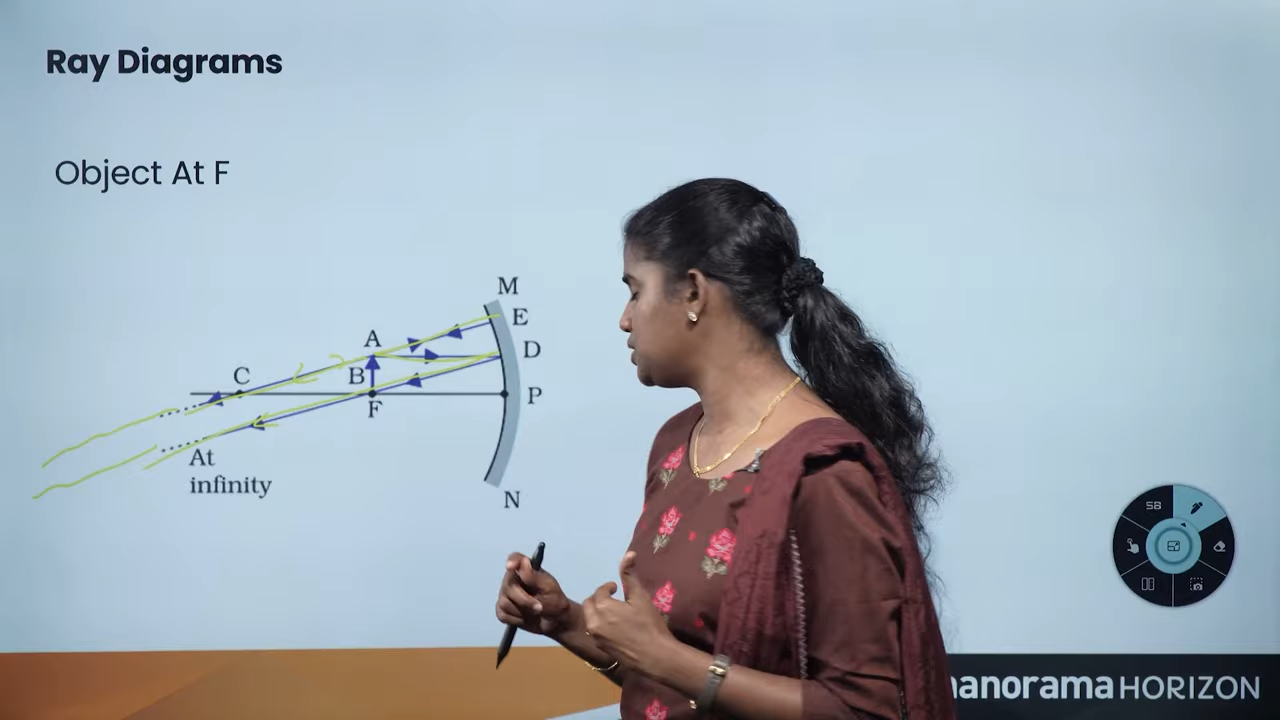 Ray Diagrams
Object At F
M
E
A
D
C
B
P
F
At
infinity
N
SB
manorama HORIZON